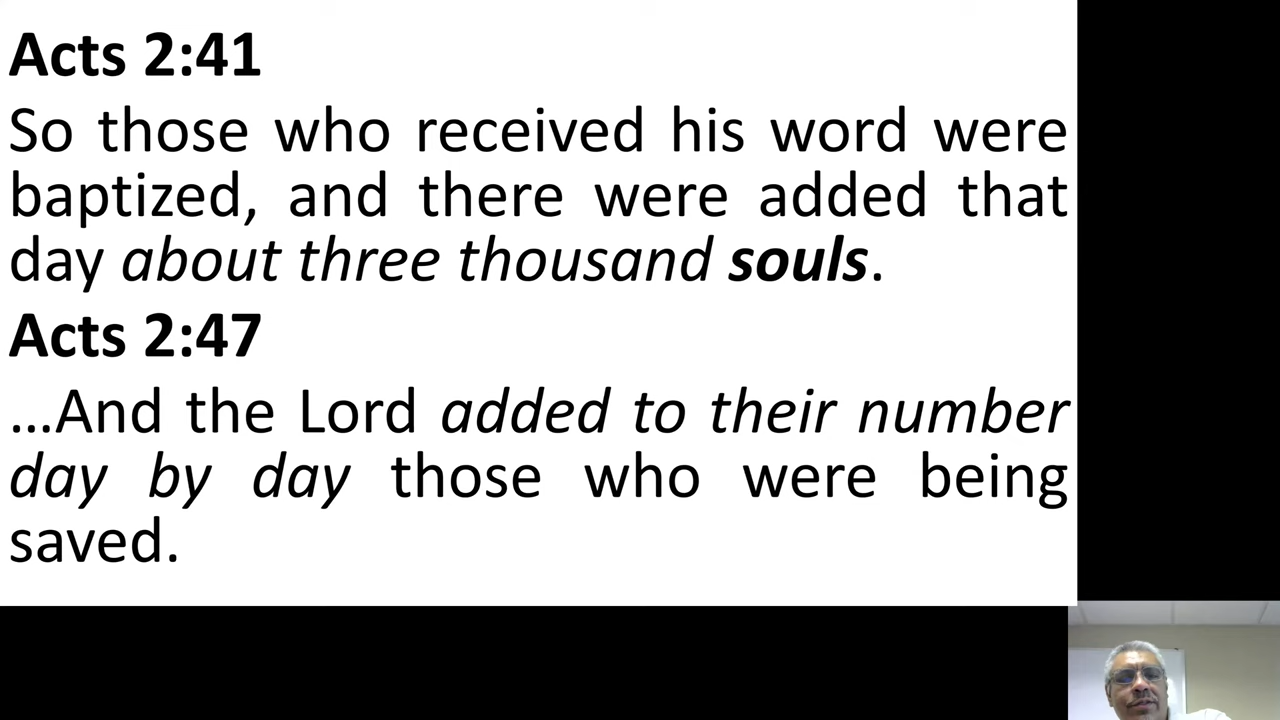 Acts 2:41
So those who received his word were
baptized, and there were added that
day about three thousand souls.
Acts 2:47
…And the Lord added to their number
day by day those who were being
saved.